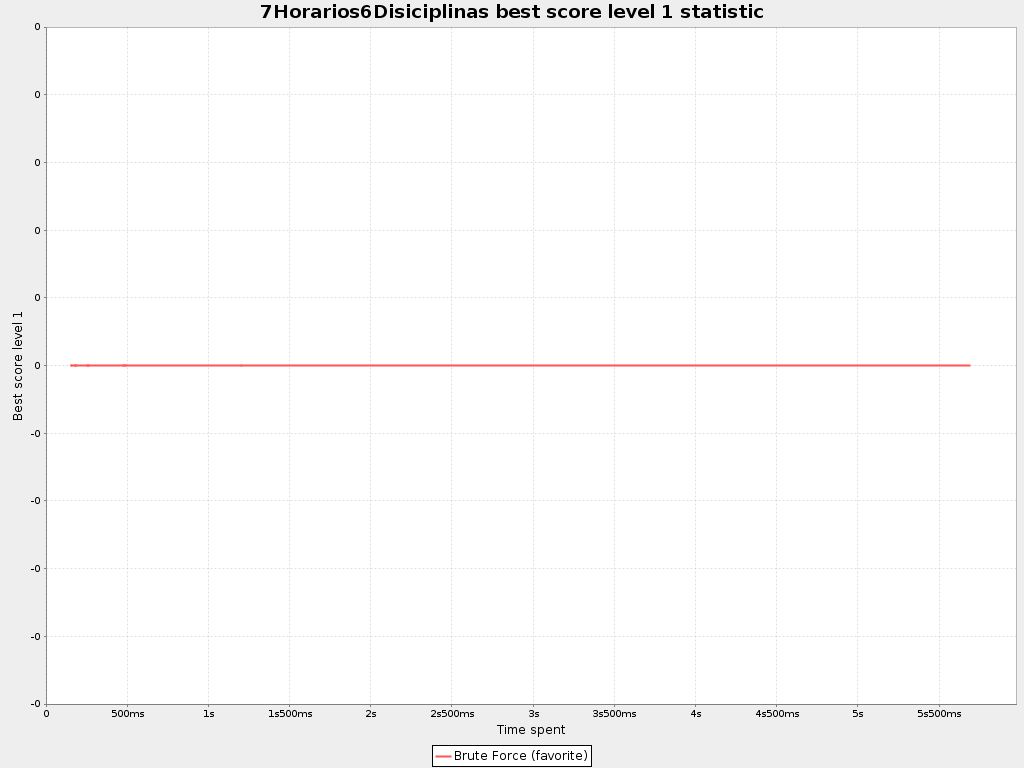 7Horarios6Disiciplinas best score level 1 statistic
0
0
0
0
0
0
-0
-0
-0
-0
-0
Best score level 1
0 500ms 1s 1s500ms 2s 2s500ms 3s 3s500ms 4s 4s500ms 5s 5s500ms
Time spent
Brute Force (favorite)